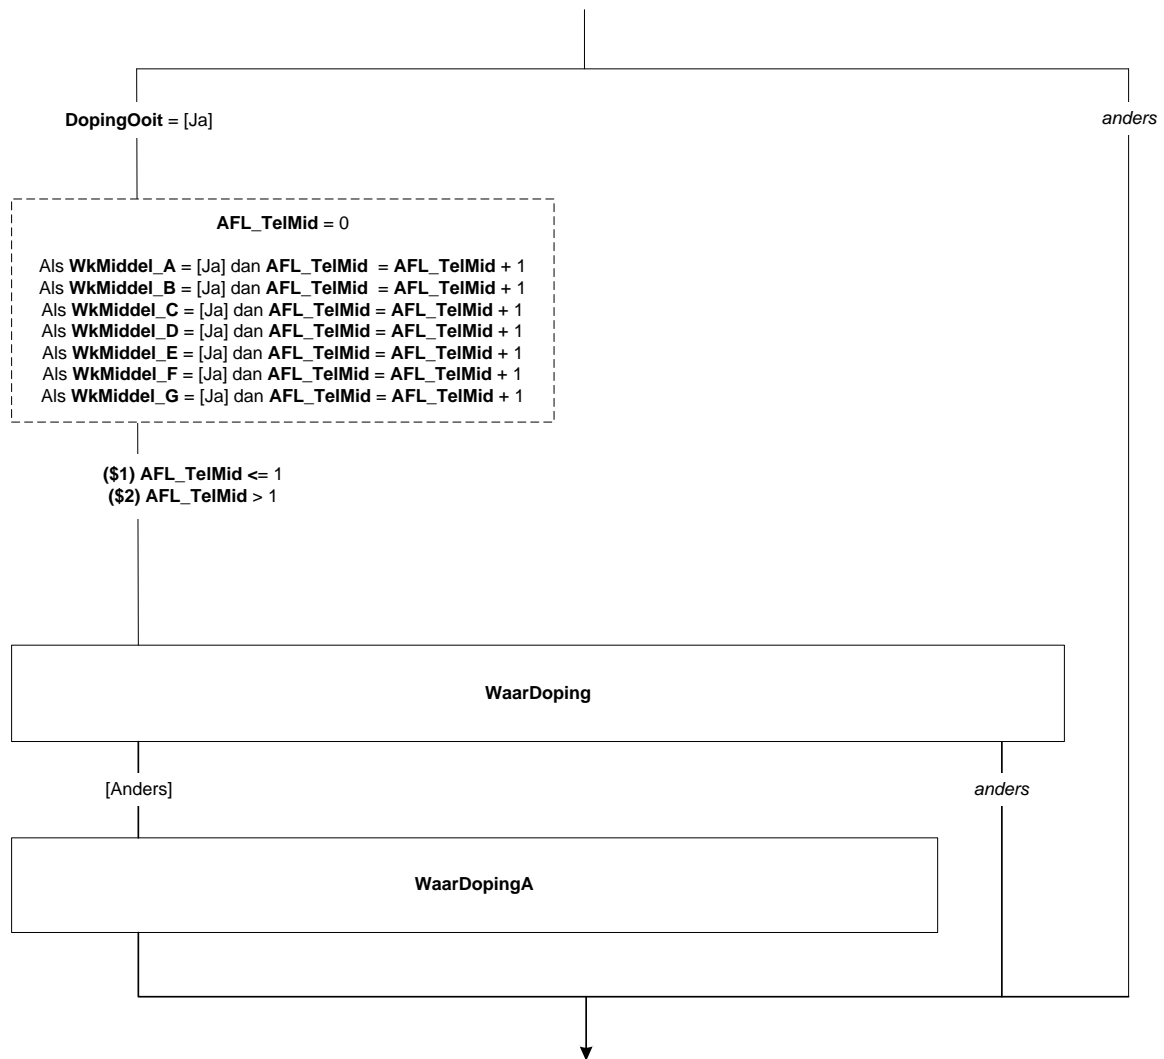 DopingOoit = [Ja]
anders
AFL_TelMid = 0
Als WkMiddel_A = [Ja] dan AFL_TelMid = AFL_TelMid + 1
Als WkMiddel_B = [Ja] dan AFL_TelMid = AFL_TelMid + 1
Als WkMiddel_C = [Ja] dan AFL_TelMid = AFL_TelMid + 1
Als WkMiddel_D = [Ja] dan AFL_TelMid = AFL_TelMid + 1
Als WkMiddel_E = [Ja] dan AFL_TelMid = AFL_TelMid + 1
Als WkMiddel_F = [Ja] dan AFL_TelMid = AFL_TelMid + 1
Als WkMiddel_G = [Ja] dan AFL_TelMid = AFL_TelMid + 1
($1) AFL_TelMid <= 1
($2) AFL_TelMid > 1
WaarDoping
[Anders]
anders
WaarDopingA